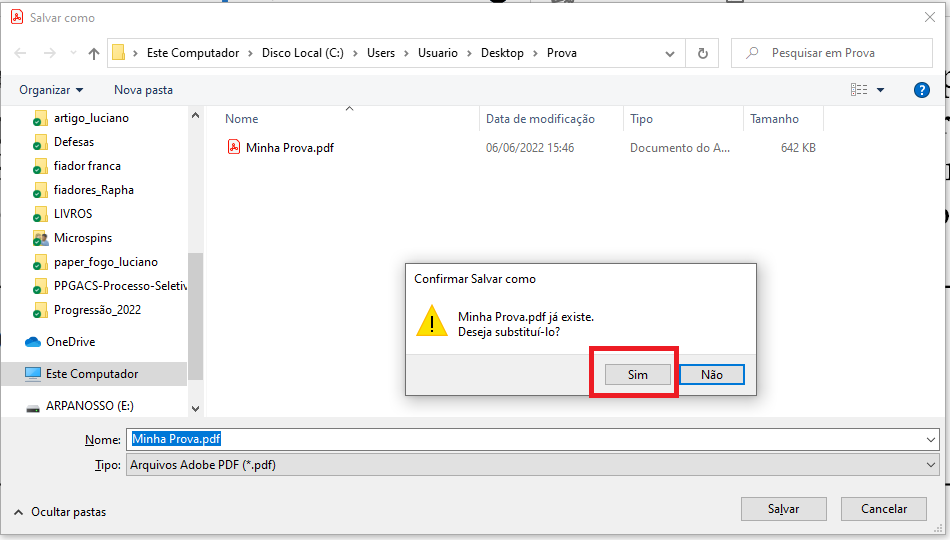 Salvar como
Este Computador > Disco Local (C:) > Users > Usuario > Desktop > Prova
Pesquisar em Prova
Organizar
Nova pasta
?
artigo_luciano
Defesas
fiador franca
fiadores_Rapha
LIVROS
Microspins
paper_fogo_luciano
PPGACS-Processo-Seletiv
Progressão_2022
OneDrive
Este Computador
ARPANOSSO (E:)
Nome
Data de modificação
Tipo
Tamanho
Minha Prova.pdf
06/06/2022 15:46
Documento do A...
642 KB
Confirmar Salvar como
Minha Prova.pdf já existe.
Deseja substituí-lo?
Sim
Não
Nome: Minha Prova.pdf
Tipo: Arquivos Adobe PDF (*.pdf)
Ocultar pastas
Salvar
Cancelar